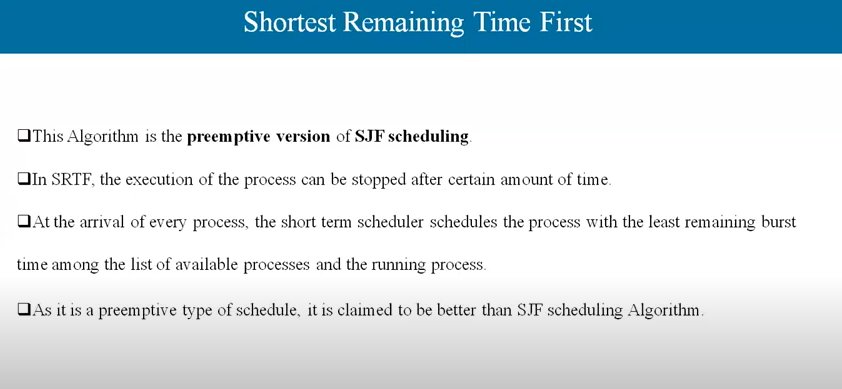 Shortest Remaining Time First
❑This Algorithm is the preemptive version of SJF scheduling.
❑In SRTF, the execution of the process can be stopped after certain amount of time.
❑At the arrival of every process, the short term scheduler schedules the process with the least remaining burst
time among the list of available processes and the running process.
❑As it is a preemptive type of schedule, it is claimed to be better than SJF scheduling Algorithm.